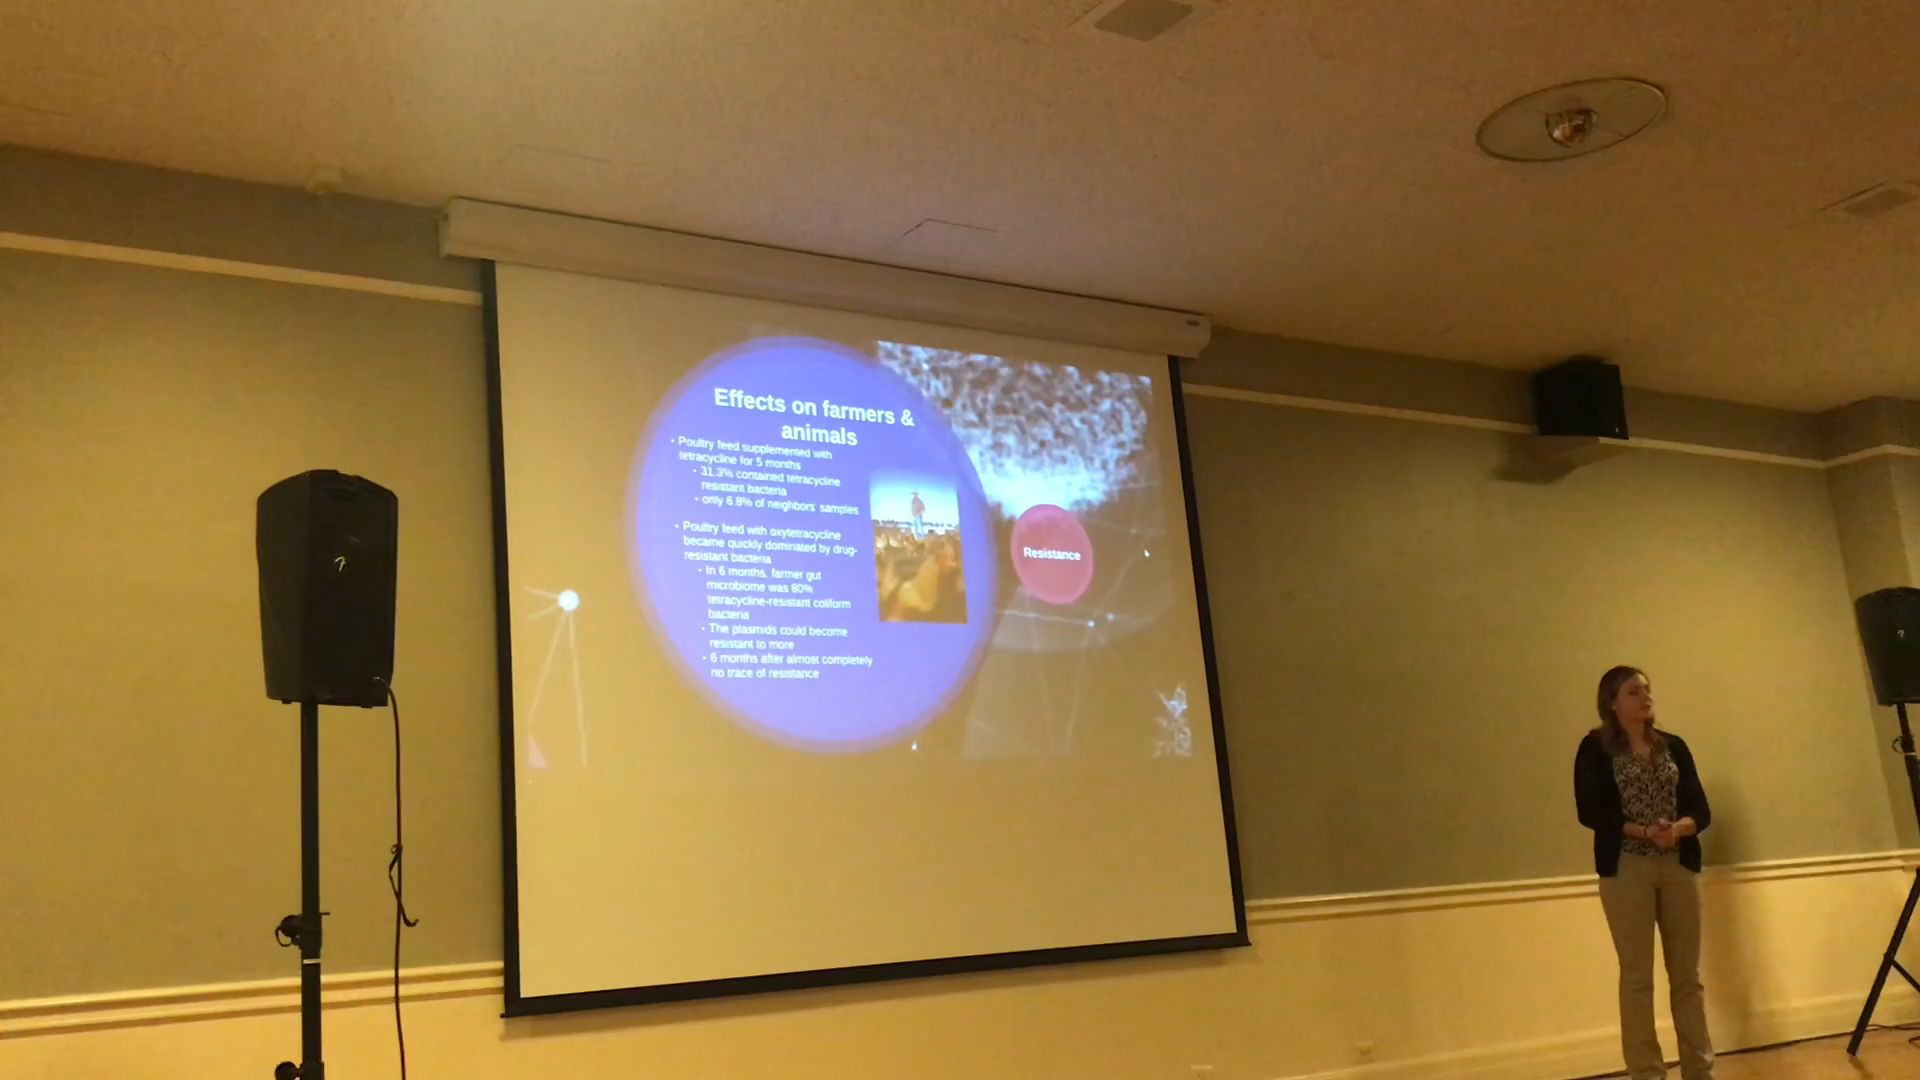 Effects on farmers &
animals
• Poultry feed supplemented with
tetracycline for 5 months
• 31.3% contained tetracycline
resistant bacteria
• only 6.8% of neighbors' samples
• Poultry feed with oxytetracycline
became quickly dominated by drug-
resistant bacteria
• In 6 months, farmer gut
microbiome was 80%
tetracycline-resistant coliform
bacteria
• The plasmids could become
resistant to more
• 6 months after almost completely
no trace of resistance
Resistance